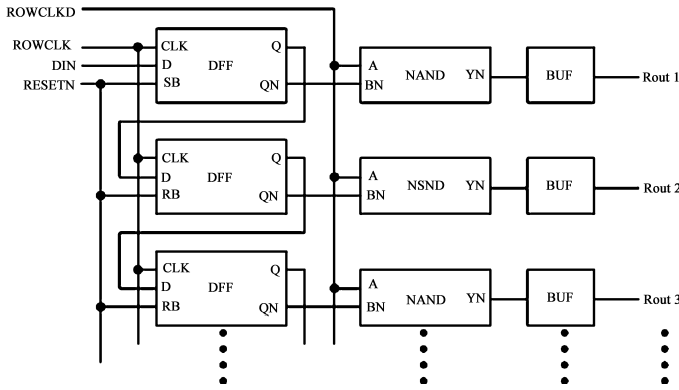 ROWCLKD
ROWCLK
DIN
RESETN
CLK
D
SB
DFF
Q
QN
A
BN
NAND
YN
BUF
Rout 1
CLK
D
RB
DFF
Q
QN
A
BN
NSND
YN
BUF
Rout 2
CLK
D
RB
DFF
Q
QN
A
BN
NAND
YN
BUF
Rout 3